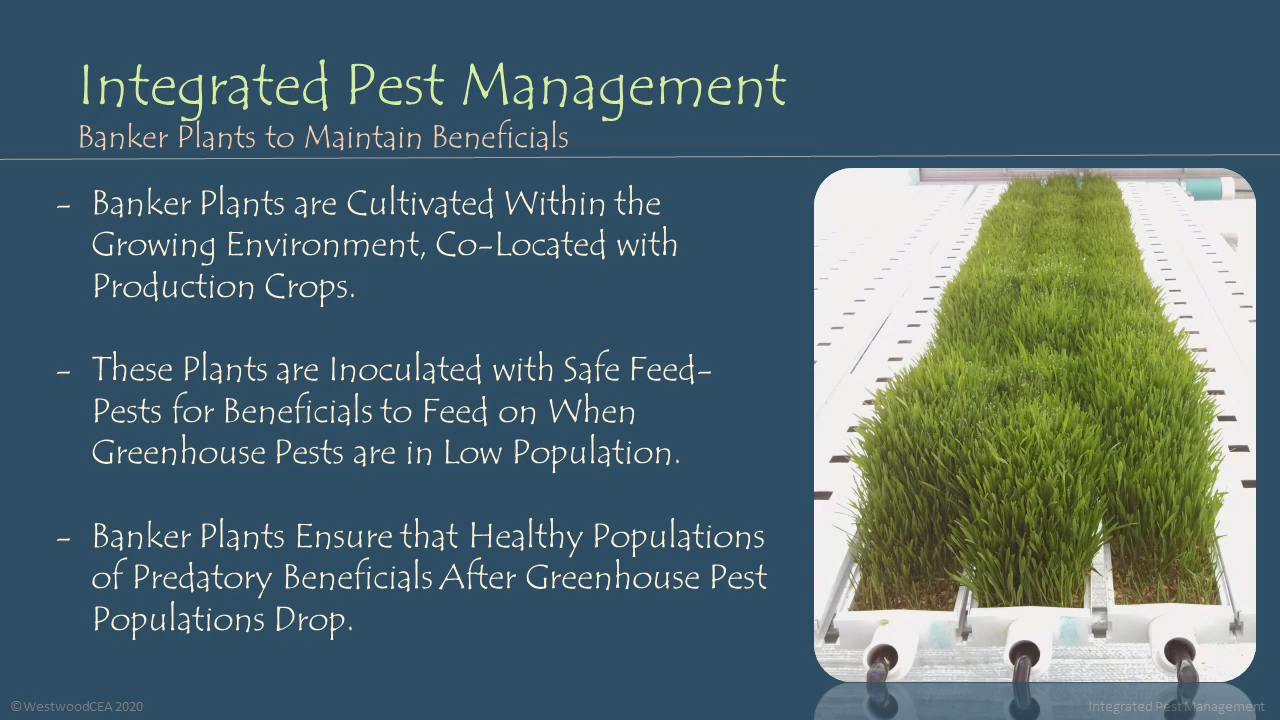 Integrated Pest Management
Banker Plants to Maintain Beneficials
- Banker Plants are Cultivated Within the
Growing Environment, Co-Located with
Production Crops.
- These Plants are Inoculated with Safe Feed-
Pests for Beneficials to Feed on When
Greenhouse Pests are in Low Population.
- Banker Plants Ensure that Healthy Populations
of Predatory Beneficials After Greenhouse Pest
Populations Drop.
©WestwoodCEA 2020
Integrated Pest Management